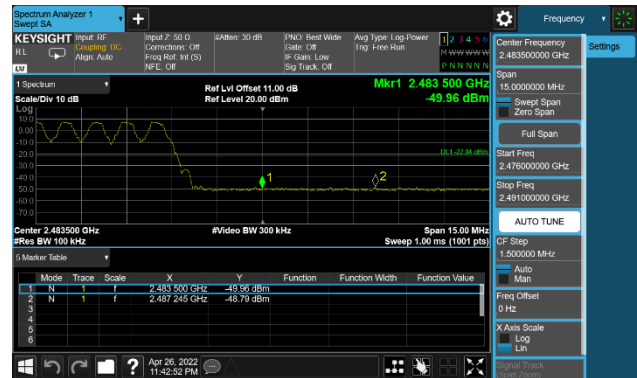 Spectrum Analyzer 1
Swept SA
+
Frequency
KEYSIGHT
RL
LXI
Input: RF
Coupling: DC
Align: Auto
Input Z: 50 Ω
Corrections: Off
Freq Ref: Int (S)
NFE: Off
#Atten: 30 dB
PNO: Best Wide
Gate: Off
IF Gain: Low
Sig Track: Off
Avg Type: Log-Power
Trig: Free Run
1 2 3 4 5 6
M W W W W W
P N N N N N
Center Frequency
2.483500000 GHz
Settings
Span
15.0000000 MHz
Swept Span
Zero Span
Full Span
Start Freq
2.476000000 GHz
Stop Freq
2.491000000 GHz
AUTO TUNE
CF Step
1.500000 MHz
Auto
Man
Freq Offset
0 Hz
X Axis Scale
Log
Lin
Signal Track
(Span Zoom)
1 Spectrum
Scale/Div 10 dB
Log
Ref Lvl Offset 11.00 dB
Ref Level 20.00 dBm
Mkr1 2.483 500 GHz
-49.96 dBm
10.0
0.00
-10.0
-20.0
-30.0
-40.0
-50.0
-60.0
-70.0
DL1 -22.94 dBm
1
2
Center 2.483500 GHz
#Res BW 100 kHz
#Video BW 300 kHz
Span 15.00 MHz
Sweep 1.00 ms (1001 pts)
5 Marker Table
Mode Trace Scale X Y Function Function Width Function Value
1 N 1 f 2.483 500 GHz -49.96 dBm
2 N 1 f 2.487 245 GHz -48.79 dBm
3
4
5
6
?
Apr 26, 2022
11:42:52 PM